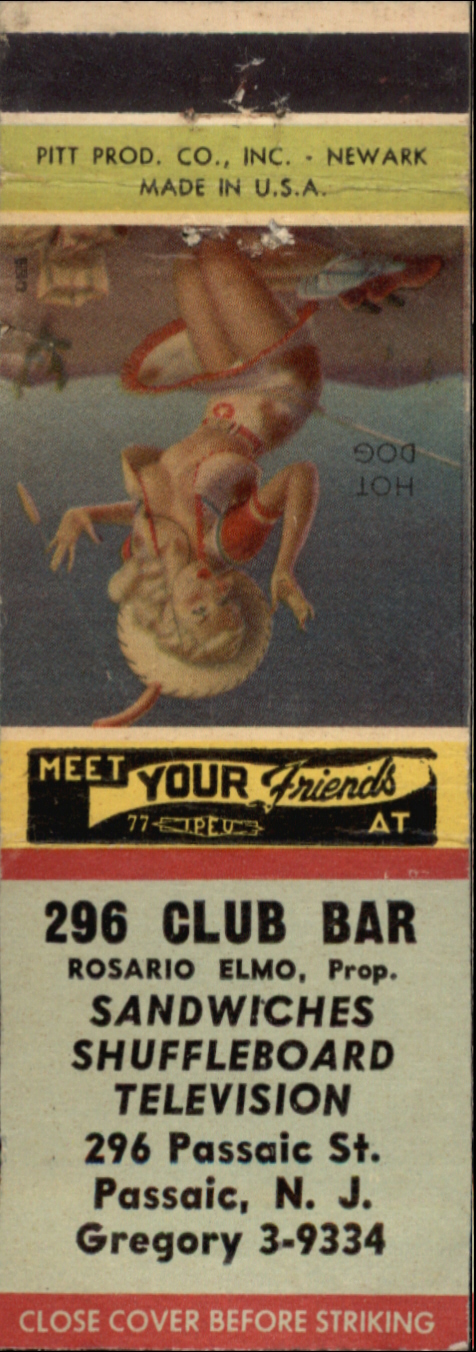 PITT PROD. CO., INC. • NEWARK
MADE IN U.S.A.
HOT
DOG
MEET YOUR Friends
AT
296 CLUB BAR
ROSARIO ELMO, Prop.
SANDWICHES
SHUFFLEBOARD
TELEVISION
296 Passaic St.
Passaic, N. J.
Gregory 3-9334
CLOSE COVER BEFORE STRIKING